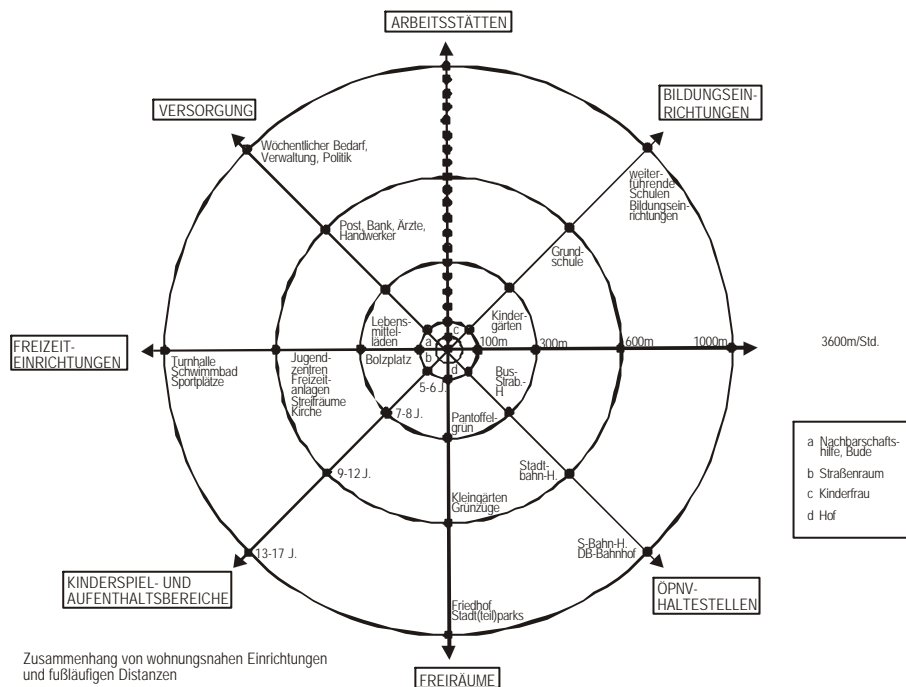 ARBEITSSTÄTTEN
VERSORGUNG
BILDUNGSEIN-
RICHTUNGEN
Wöchentlicher Bedarf,
Verwaltung, Politik
weiter-
führende
Schulen
Bildungsein-
richtungen
Post, Bank, Ärzte,
Handwerker
Grund-
schule
Lebens-
mittel-
läden
Kinder-
gärten
a
c
b
d
100m
300m
600m
1000m
3600m/Std.
FREIZEIT-
EINRICHTUNGEN
Turnhalle
Schwimmbad
Sportplätze
Jugend-
zentren
Freizeit-
anlagen
Streifräume
Kirche
Bolzplatz
Bus-
Strab.-
H
5-6 J.
7-8 J.
9-12 J.
13-17 J.
Pantoffel-
grün
Stadt-
bahn-H.
Kleingärten
Grünzüge
S-Bahn-H.
DB-Bahnhof
a Nachbarschafts-
hilfe, Bude
b Straßenraum
c Kinderfrau
d Hof
KINDERSPIEL- UND
AUFENTHALTSBEREICHE
ÖPNV-
HALTESTELLEN
Friedhof
Stadt(teil)parks
FREIRÄUME
Zusammenhang von wohnungsnahen Einrichtungen
und fußläufigen Distanzen